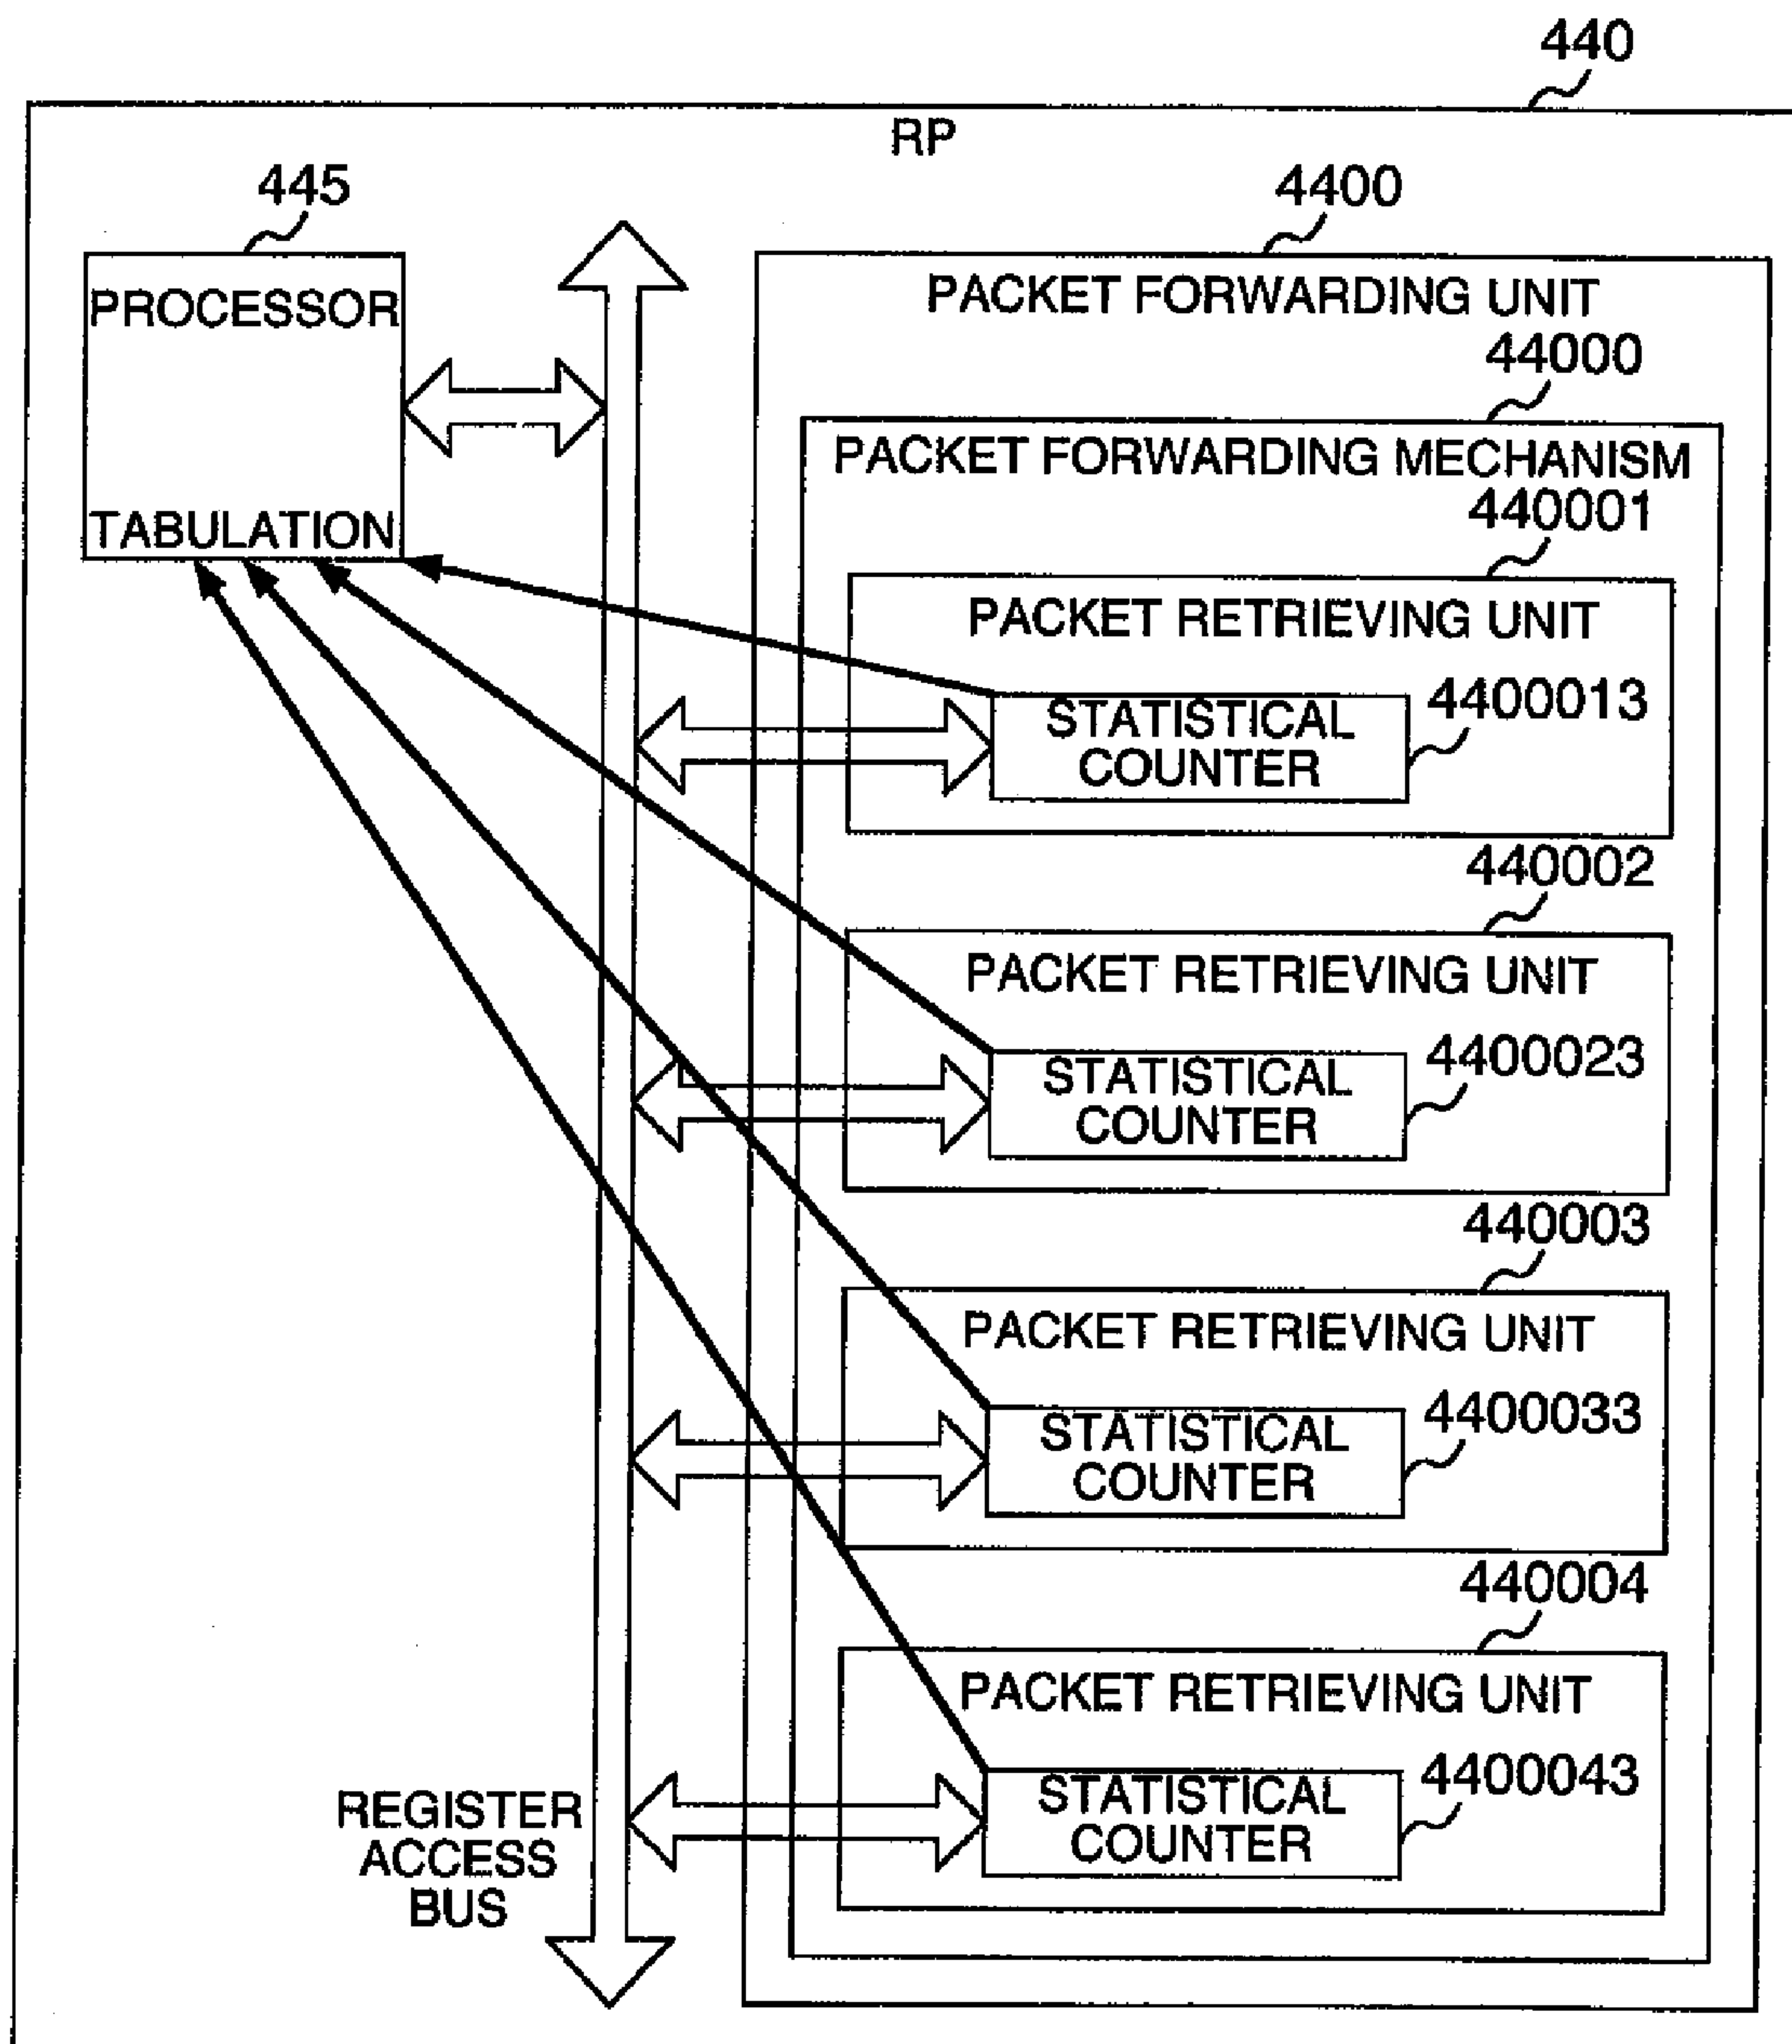 440
RP
445
4400
PROCESSOR
TABULATION
PACKET FORWARDING UNIT
44000
PACKET FORWARDING MECHANISM
440001
PACKET RETRIEVING UNIT
STATISTICAL
COUNTER
4400013
440002
PACKET RETRIEVING UNIT
STATISTICAL
COUNTER
4400023
440003
PACKET RETRIEVING UNIT
STATISTICAL
COUNTER
4400033
440004
PACKET RETRIEVING UNIT
STATISTICAL
COUNTER
4400043
REGISTER
ACCESS
BUS